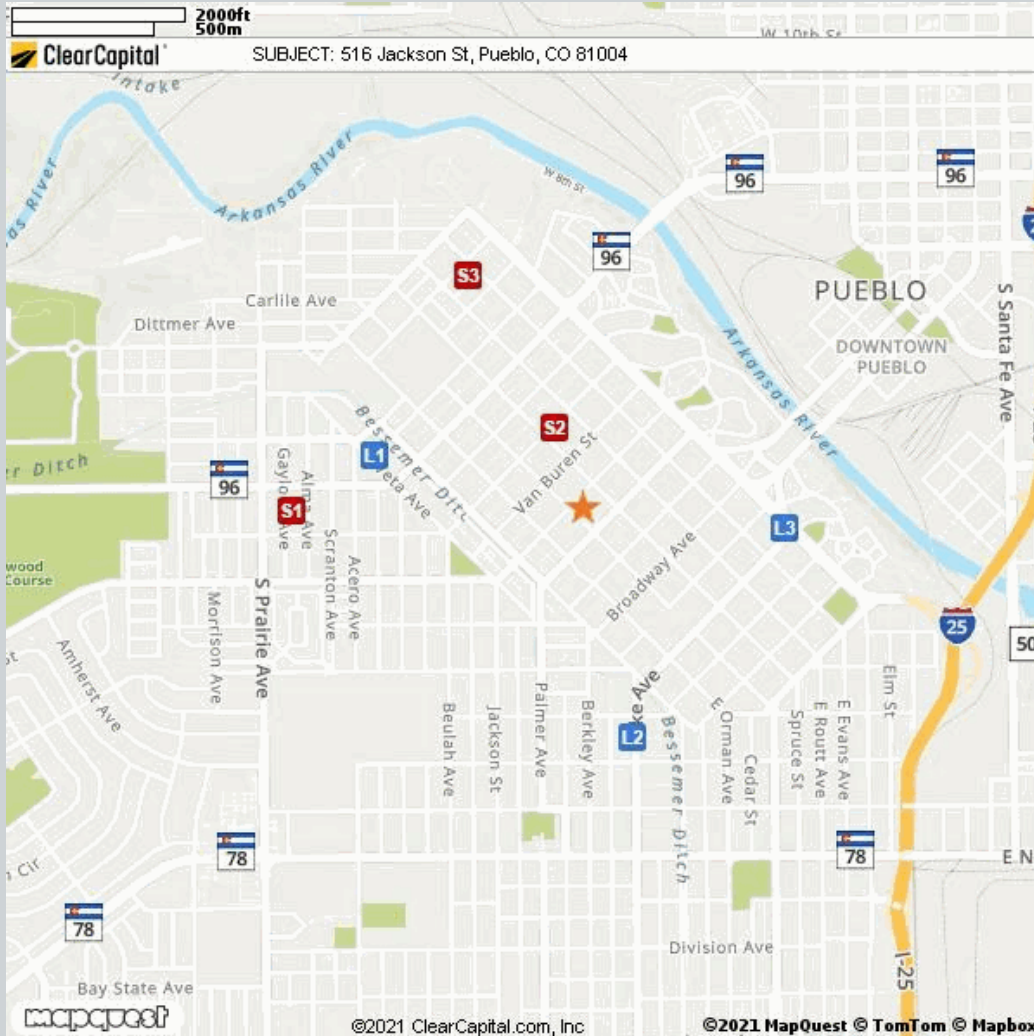 2000ft
500m
W 10th St
ClearCapital
SUBJECT: 516 Jackson St, Pueblo, CO 81004
Intake
Arkansas River
Arkansas River
W 8th St
96
96
96
S3
PUEBLO
Carlile Ave
Dittmer Ave
DOWNTOWN
PUEBLO
S Santa Fe Ave
Arkansas River
S2
Bessemer Ditch
L1
Van Buren St
96
S1
L3
Scranton Ave
Acero Ave
Broadway Ave
S Prairie Ave
Morrison Ave
Amherst Ave
25
50
Elm St
Beulah Ave
Jackson St
Palmer Ave
Berkley Ave
L2
Bessemer Ditch
E Orman Ave
Cedar St
Spruce St
E Routt Ave
E Evans Ave
78
78
78
Division Ave
I-25
Bay State Ave
mapquest
©2021 ClearCapital.com, Inc
©2021 MapQuest © TomTom © Mapbox